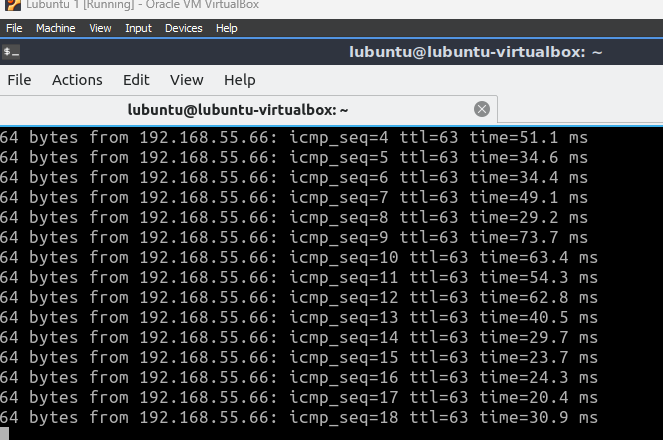 Lubuntu 1 [Running] - Oracle VM VirtualBox
File Machine View Input Devices Help
$_ lubuntu@lubuntu-virtualbox: ~
File Actions Edit View Help
lubuntu@lubuntu-virtualbox: ~
64 bytes from 192.168.55.66: icmp_seq=4 ttl=63 time=51.1 ms
64 bytes from 192.168.55.66: icmp_seq=5 ttl=63 time=34.6 ms
64 bytes from 192.168.55.66: icmp_seq=6 ttl=63 time=34.4 ms
64 bytes from 192.168.55.66: icmp_seq=7 ttl=63 time=49.1 ms
64 bytes from 192.168.55.66: icmp_seq=8 ttl=63 time=29.2 ms
64 bytes from 192.168.55.66: icmp_seq=9 ttl=63 time=73.7 ms
64 bytes from 192.168.55.66: icmp_seq=10 ttl=63 time=63.4 ms
64 bytes from 192.168.55.66: icmp_seq=11 ttl=63 time=54.3 ms
64 bytes from 192.168.55.66: icmp_seq=12 ttl=63 time=62.8 ms
64 bytes from 192.168.55.66: icmp_seq=13 ttl=63 time=40.5 ms
64 bytes from 192.168.55.66: icmp_seq=14 ttl=63 time=29.7 ms
64 bytes from 192.168.55.66: icmp_seq=15 ttl=63 time=23.7 ms
64 bytes from 192.168.55.66: icmp_seq=16 ttl=63 time=24.3 ms
64 bytes from 192.168.55.66: icmp_seq=17 ttl=63 time=20.4 ms
64 bytes from 192.168.55.66: icmp_seq=18 ttl=63 time=30.9 ms